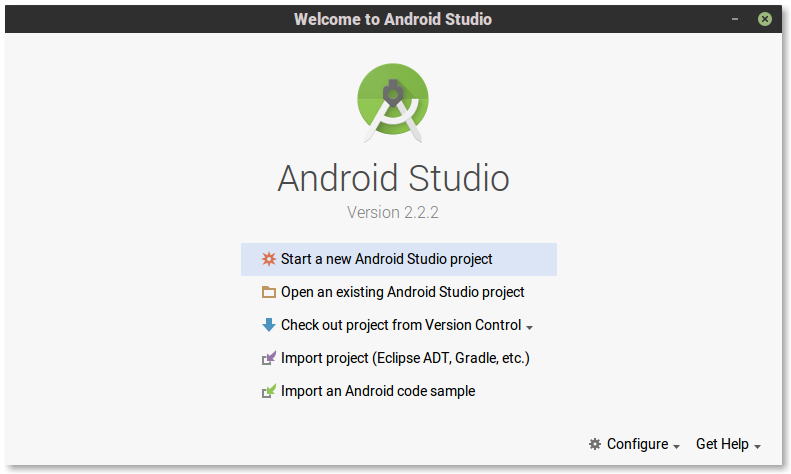 Welcome to Android Studio
Android Studio
Version 2.2.2
Start a new Android Studio project
Open an existing Android Studio project
Check out project from Version Control
Import project (Eclipse ADT, Gradle, etc.)
Import an Android code sample
Configure Get Help